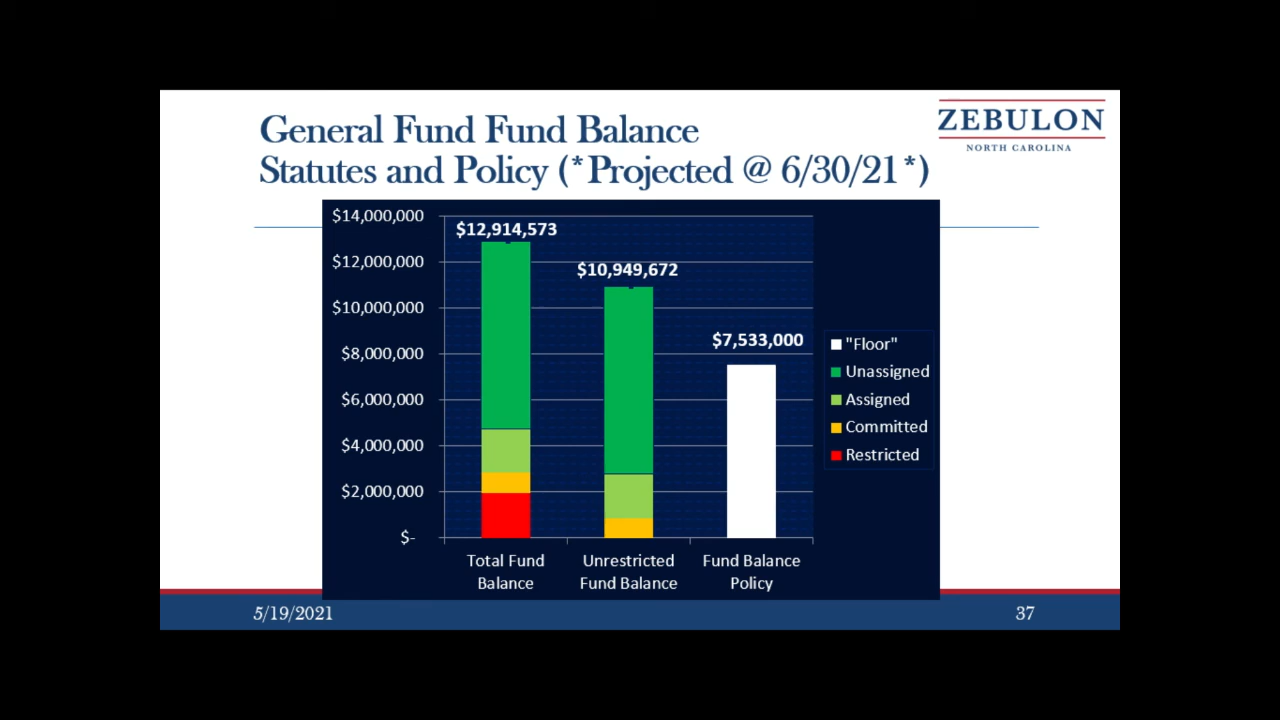 General Fund Fund Balance
Statutes and Policy (*Projected @ 6/30/21*)
ZEBULON
NORTH CAROLINA
$14,000,000
$12,000,000
$10,000,000
$8,000,000
$6,000,000
$4,000,000
$2,000,000
$-
$12,914,573
$10,949,672
$7,533,000
Total Fund
Balance
Unrestricted
Fund Balance
Fund Balance
Policy
"Floor"
Unassigned
Assigned
Committed
Restricted
5/19/2021
37